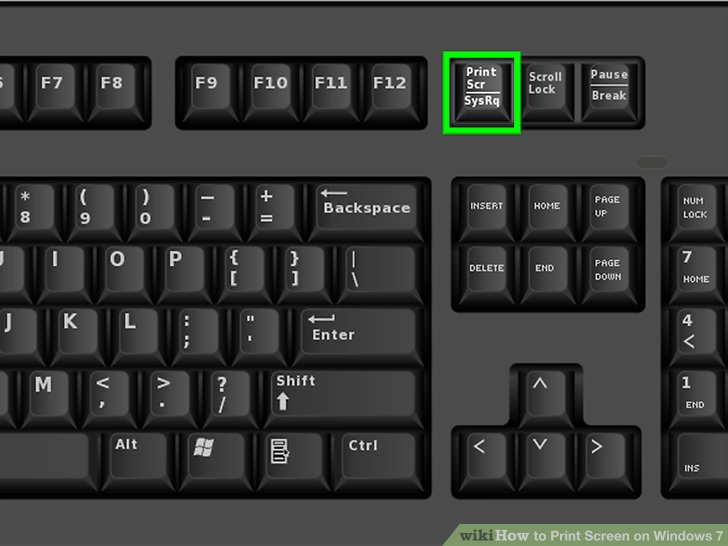 F7
F8
F9
F10
F11
F12
Print
Scr
SysRq
Scroll
Lock
Pause
Break
*
8
(
9
)
0
_
-
+
=
Backspace
INSERT
HOME
PAGE
UP
NUM
LOCK
I
O
P
{
[
}
]
|
\
DELETE
END
PAGE
DOWN
7
HOME
J
K
L
:
;
"
'
Enter
4
<
M
<
,
>
.
?
/
Shift
1
END
Alt
Ctrl
INS
wikiHow to Print Screen on Windows 7